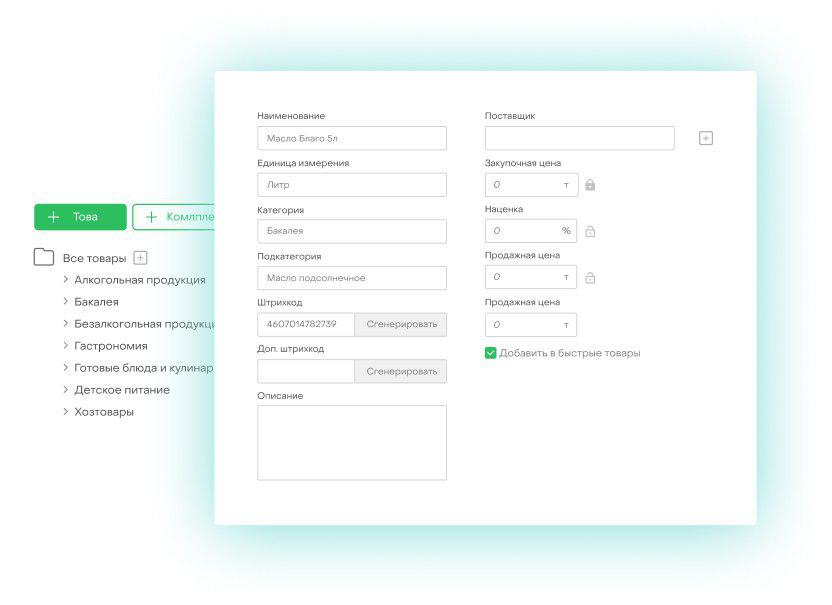 + Това
+ Комплпе
Все товары +
> Алкогольная продукция
> Бакалея
> Безалкогольная продукци
> Гастрономия
> Готовые блюда и кулинар
> Детское питание
> Хозтовары
Наименование
Масло Благо 5л
Единица измерения
Литр
Категория
Бакалея
Подкатегория
Масло подсолнечное
Штрихкод
4607014782739 Сгенерировать
Доп. штрихкод
Сгенерировать
Описание
Поставщик
+
Закупочная цена
0 т
Наценка
0 %
Продажная цена
0 т
Продажная цена
0 т
Добавить в быстрые товары